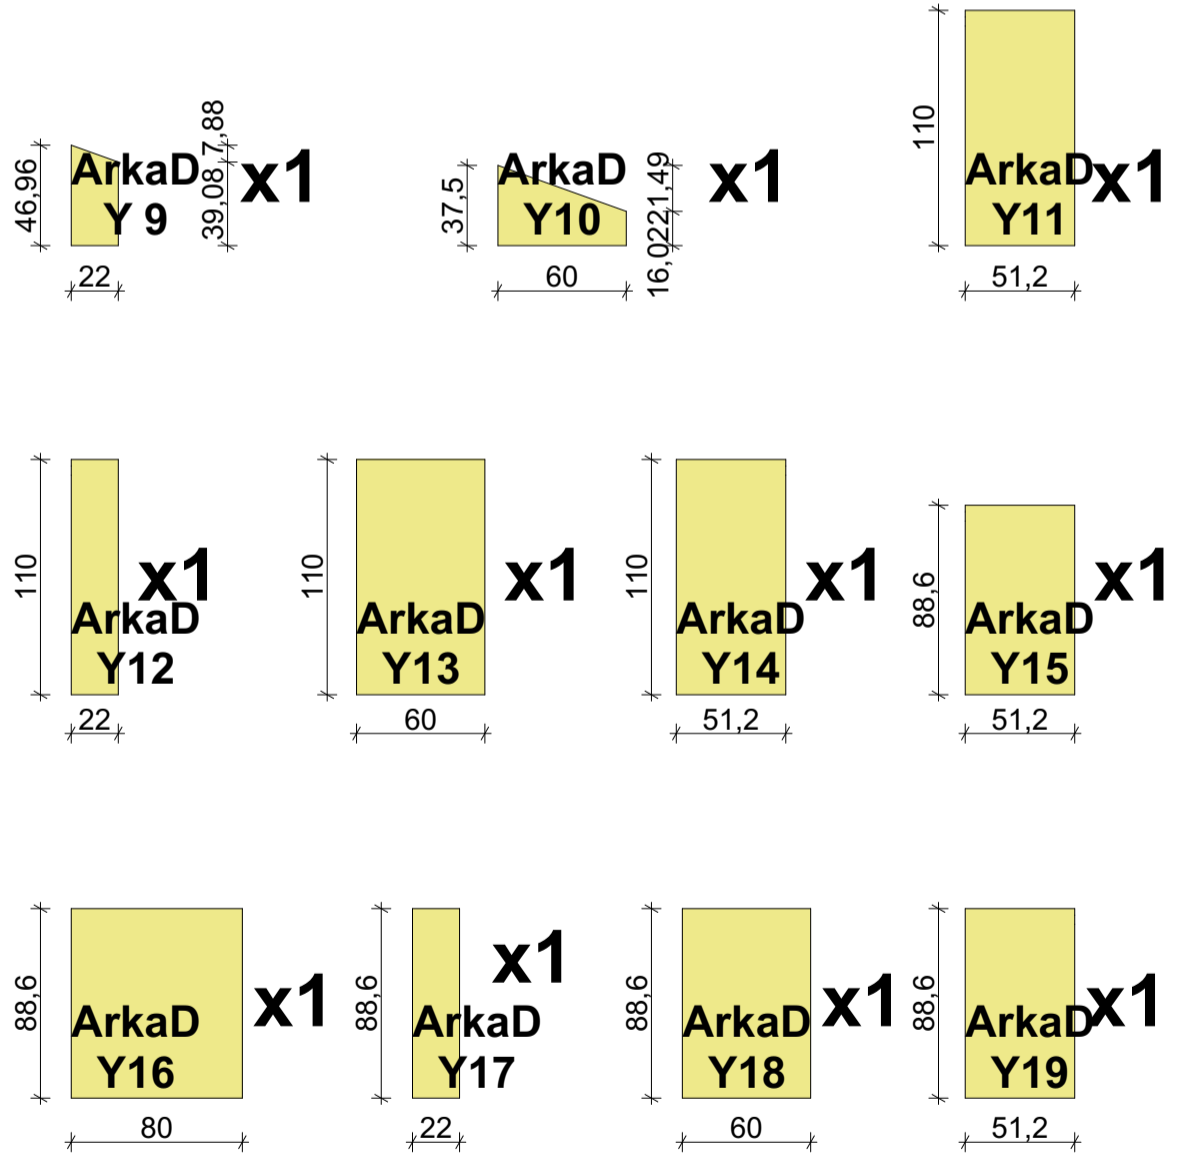 46,96
39,08
7,88
ArkaD
Y 9
x1
22
37,5
ArkaD
Y10
16,02
21,49
x1
60
110
ArkaD
Y11
x1
51,2
110
x1
ArkaD
Y12
22
110
ArkaD
Y13
x1
60
110
ArkaD
Y14
x1
51,2
88,6
ArkaD
Y15
x1
51,2
88,6
ArkaD
Y16
x1
80
88,6
x1
ArkaD
Y17
22
88,6
ArkaD
Y18
x1
60
88,6
ArkaD
Y19
x1
51,2